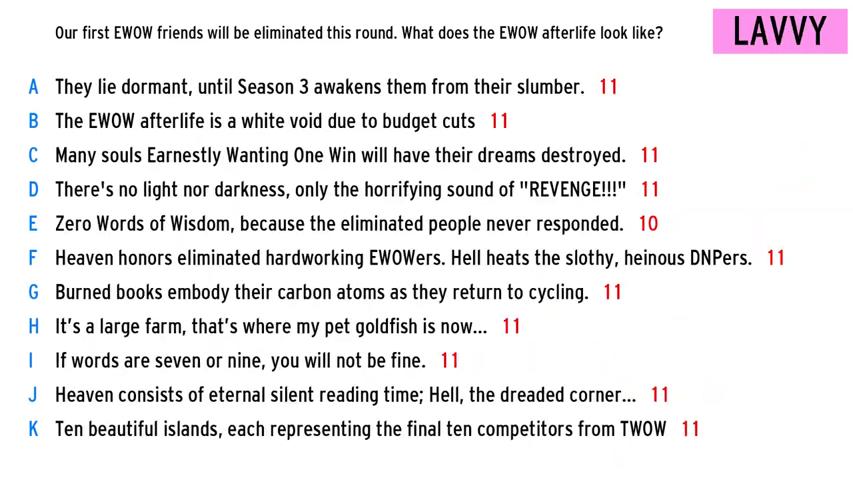 Our first EWOW friends will be eliminated this round. What does the EWOW afterlife look like?
LAVVY
A They lie dormant, until Season 3 awakens them from their slumber. 11
B The EWOW afterlife is a white void due to budget cuts 11
C Many souls Earnestly Wanting One Win will have their dreams destroyed. 11
D There's no light nor darkness, only the horrifying sound of "REVENGE!!!" 11
E Zero Words of Wisdom, because the eliminated people never responded. 10
F Heaven honors eliminated hardworking EWOWers. Hell heats the slothy, heinous DNPers. 11
G Burned books embody their carbon atoms as they return to cycling. 11
H It’s a large farm, that’s where my pet goldfish is now... 11
I If words are seven or nine, you will not be fine. 11
J Heaven consists of eternal silent reading time; Hell, the dreaded corner... 11
K Ten beautiful islands, each representing the final ten competitors from TWOW 11